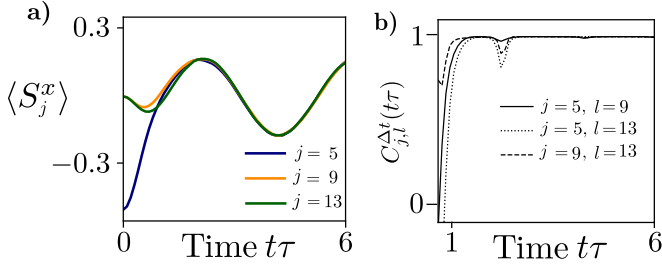 a)
0.3
⟨S_j^x⟩
−0.3
j = 5
j = 9
j = 13
0
Time tτ
6
b)
1
C_{j,l}^{Δt}(tτ)
0
j = 5, l = 9
j = 5, l = 13
j = 9, l = 13
1
Time tτ
6